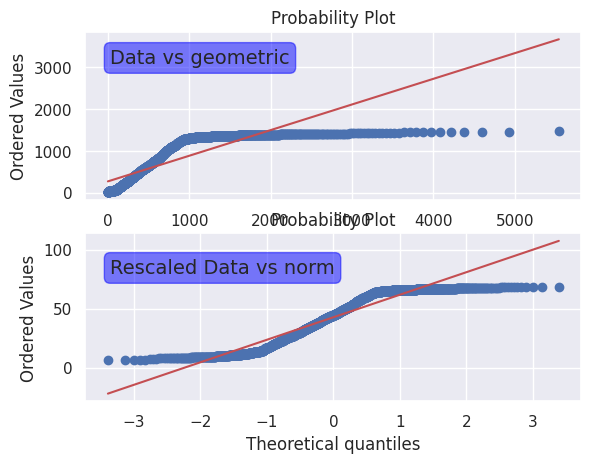 Probability Plot
Data vs geometric
Ordered Values
3000
2000
1000
0
0 1000 2000 3000 4000 5000
Probability Plot
Rescaled Data vs norm
Ordered Values
100
50
0
−3 −2 −1 0 1 2 3
Theoretical quantiles